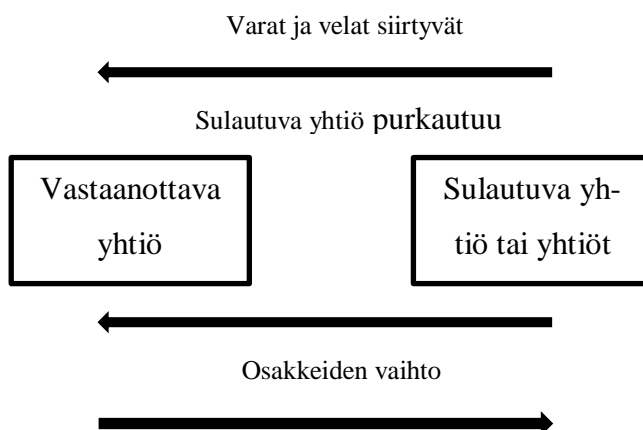 Varat ja velat siirtyvät
Sulautuva yhtiö purkautuu
Vastaanottava
yhtiö
Sulautuva yh-
tiö tai yhtiöt
Osakkeiden vaihto